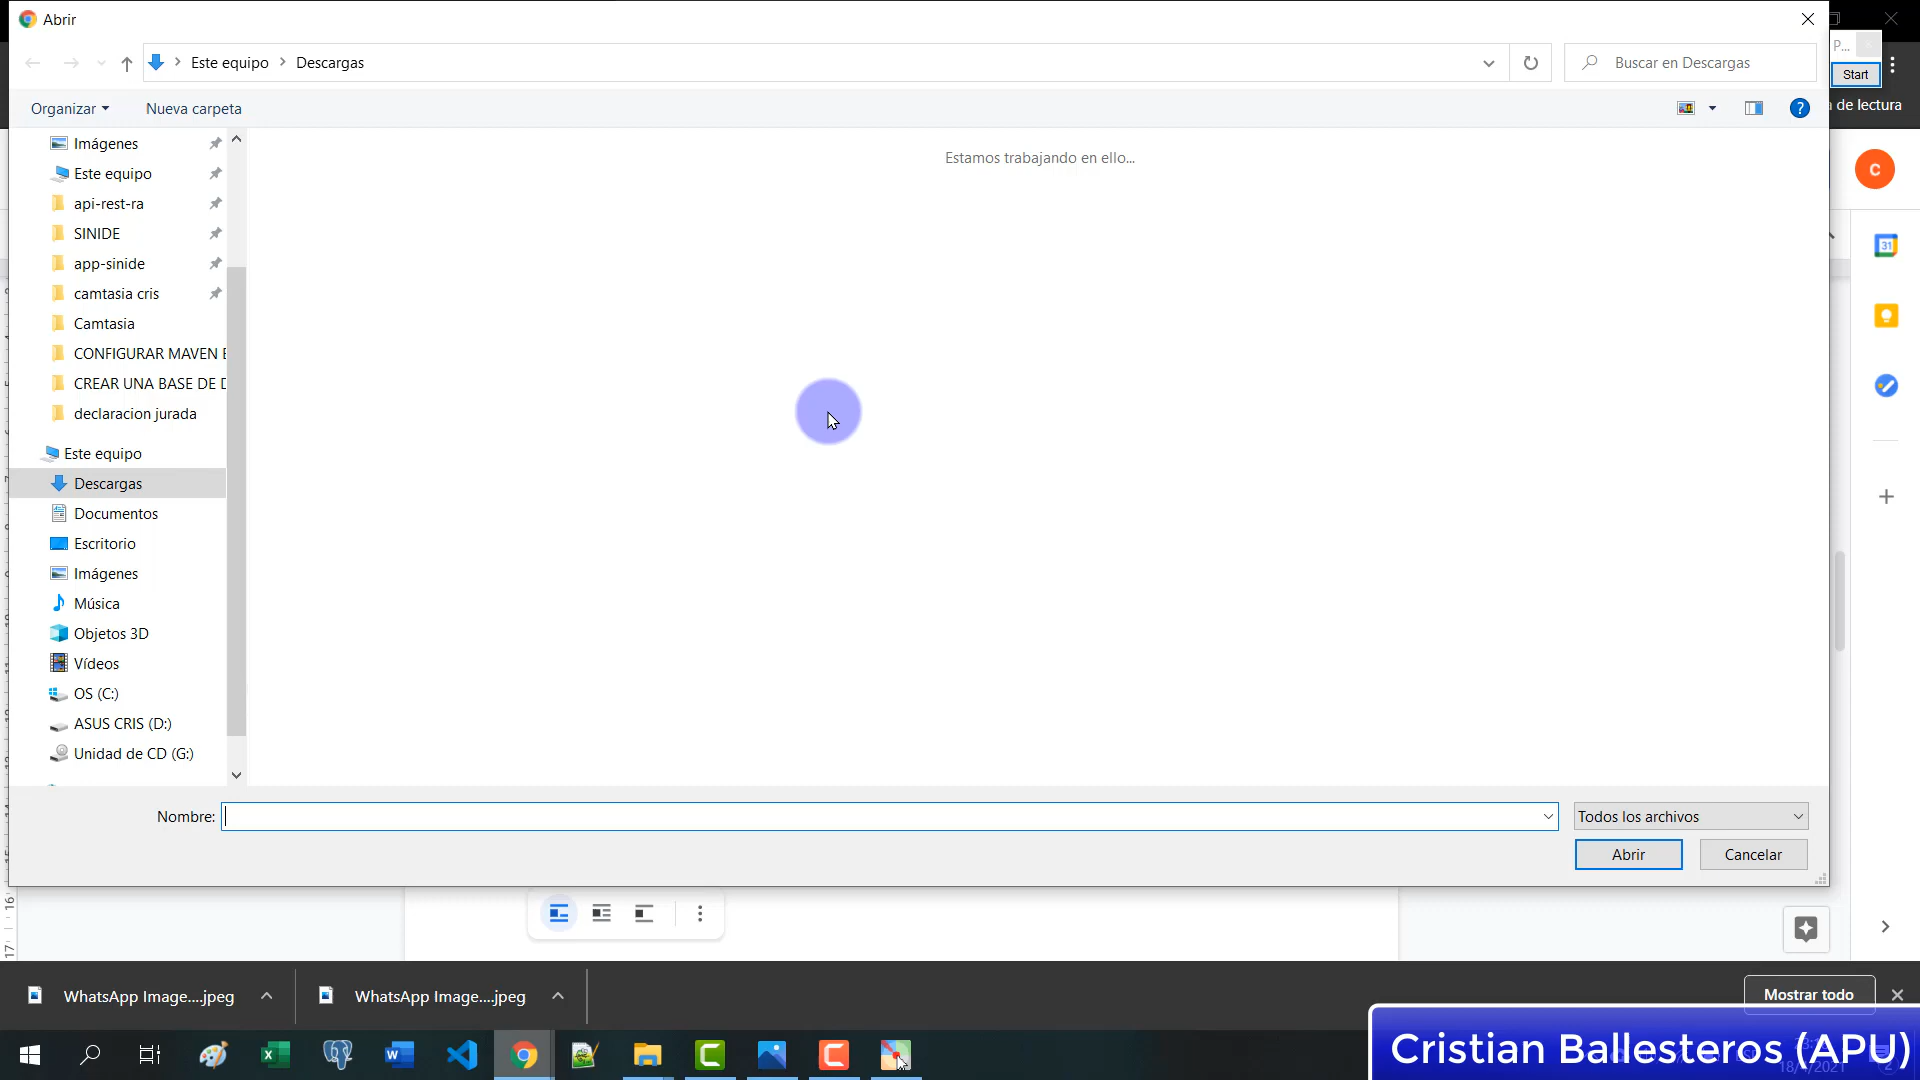 Abrir
P...
Start
Este equipo
Descargas
Buscar en Descargas
a de lectura
Organizar
Nueva carpeta
?
Imágenes
Este equipo
api-rest-ra
SINIDE
app-sinide
camtasia cris
Camtasia
CONFIGURAR MAVEN E
CREAR UNA BASE DE D
declaracion jurada
Este equipo
Descargas
Documentos
Escritorio
Imágenes
Música
Objetos 3D
Vídeos
OS (C:)
ASUS CRIS (D:)
Unidad de CD (G:)
Estamos trabajando en ello...
C
31
Nombre:
Todos los archivos
Abrir
Cancelar
16
17
WhatsApp Image....jpeg
WhatsApp Image....jpeg
Mostrar todo
Cristian Ballesteros (APU)